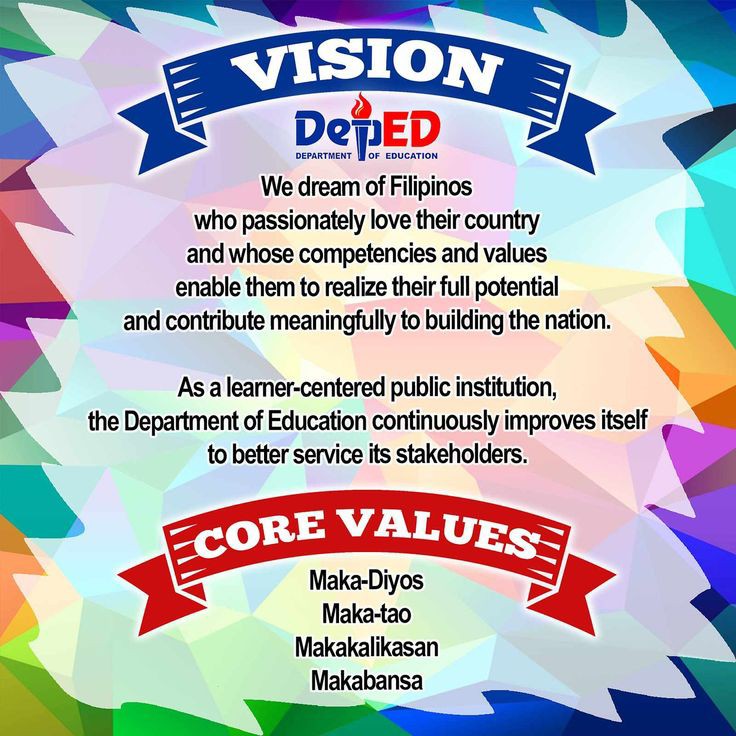 VISION
DepED
DEPARTMENT OF EDUCATION
We dream of Filipinos
who passionately love their country
and whose competencies and values
enable them to realize their full potential
and contribute meaningfully to building the nation.
As a learner-centered public institution,
the Department of Education continuously improves itself
to better service its stakeholders.
CORE VALUES
Maka-Diyos
Maka-tao
Makakalikasan
Makabansa